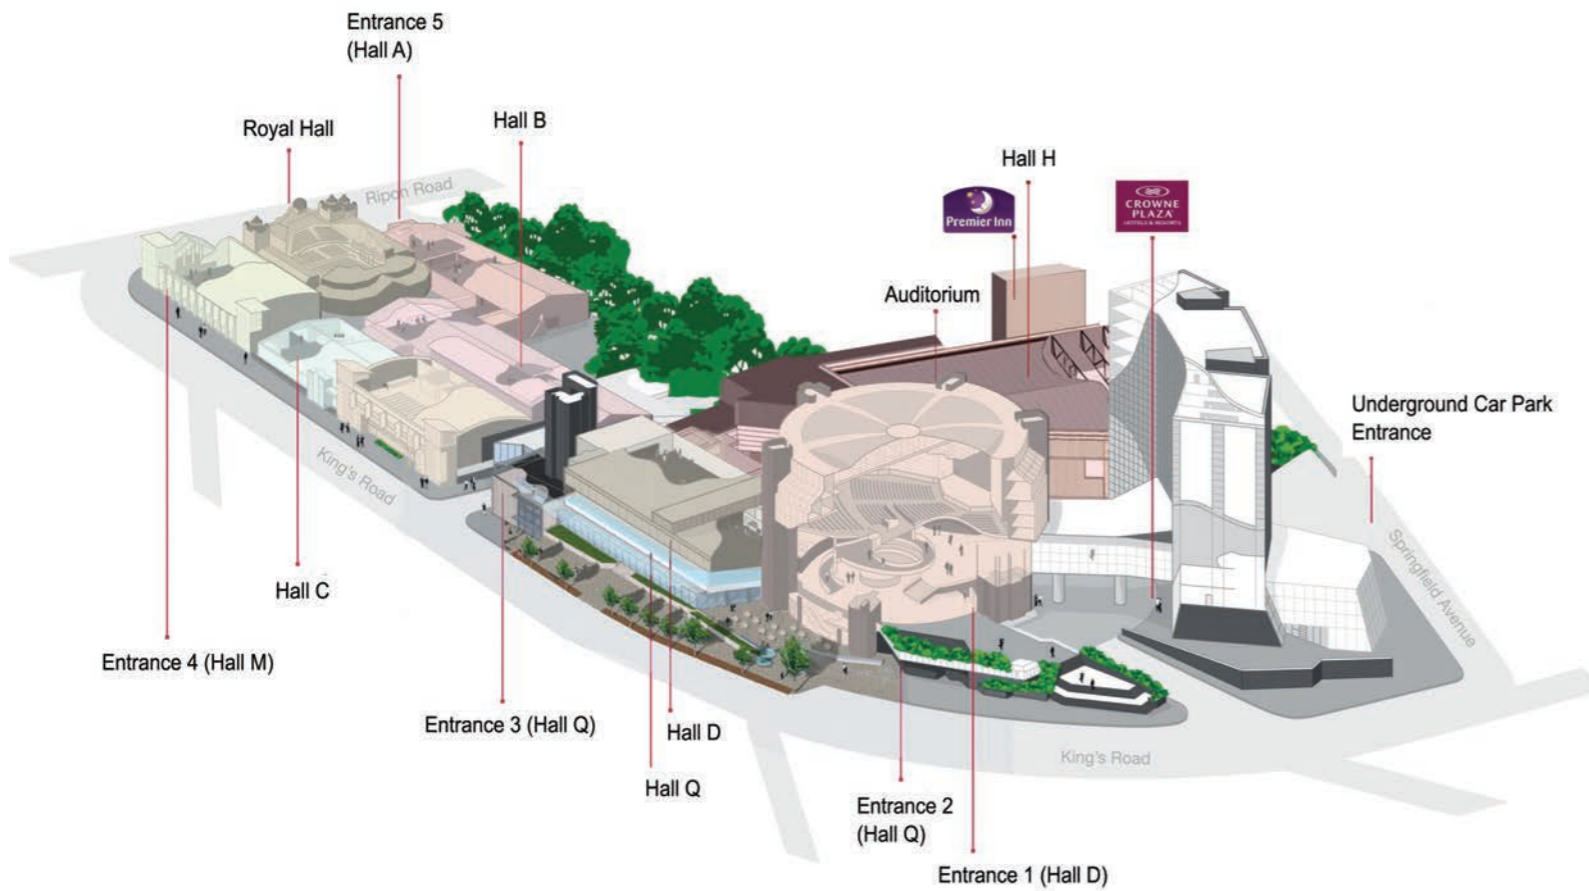 Entrance 5
(Hall A)
Royal Hall
Hall B
Hall H
Ripon Road
Premier Inn
CROWNE
PLAZA
HOTELS & RESORTS
Auditorium
Underground Car Park
Entrance
King's Road
Springfield Avenue
Hall C
Entrance 4 (Hall M)
Entrance 3 (Hall Q)
Hall D
King's Road
Hall Q
Entrance 2
(Hall Q)
Entrance 1 (Hall D)